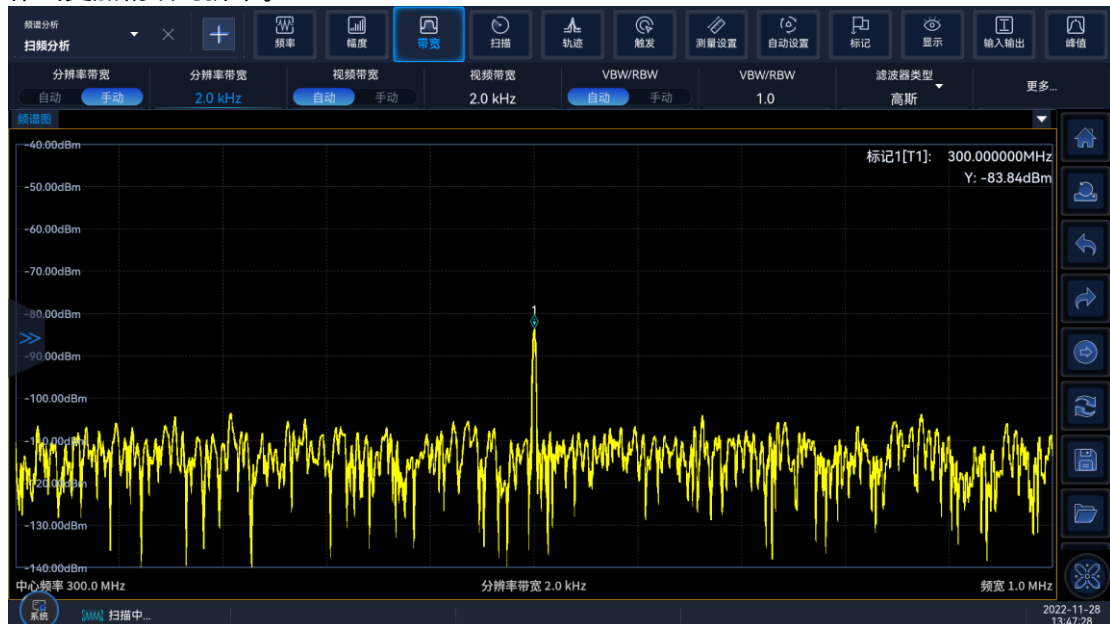 频谱分析
扫频分析
频率
幅度
带宽
扫描
轨迹
触发
测量设置
自动设置
标记
显示
输入输出
峰值
分辨率带宽 分辨率带宽 视频带宽 视频带宽 VBW/RBW VBW/RBW 滤波器类型 更多...
自动 手动 2.0 kHz 自动 手动 2.0 kHz 自动 手动 1.0 高斯
频谱图
-40.00dBm
标记1[T1]: 300.000000MHz
Y: -83.84dBm
-50.00dBm
-60.00dBm
-70.00dBm
-80.00dBm
1
-90.00dBm
-100.00dBm
-110.00dBm
-120.00dBm
-130.00dBm
-140.00dBm
中心频率 300.0 MHz 分辨率带宽 2.0 kHz 频宽 1.0 MHz
系统 扫描中...
2022-11-28
13:47:28